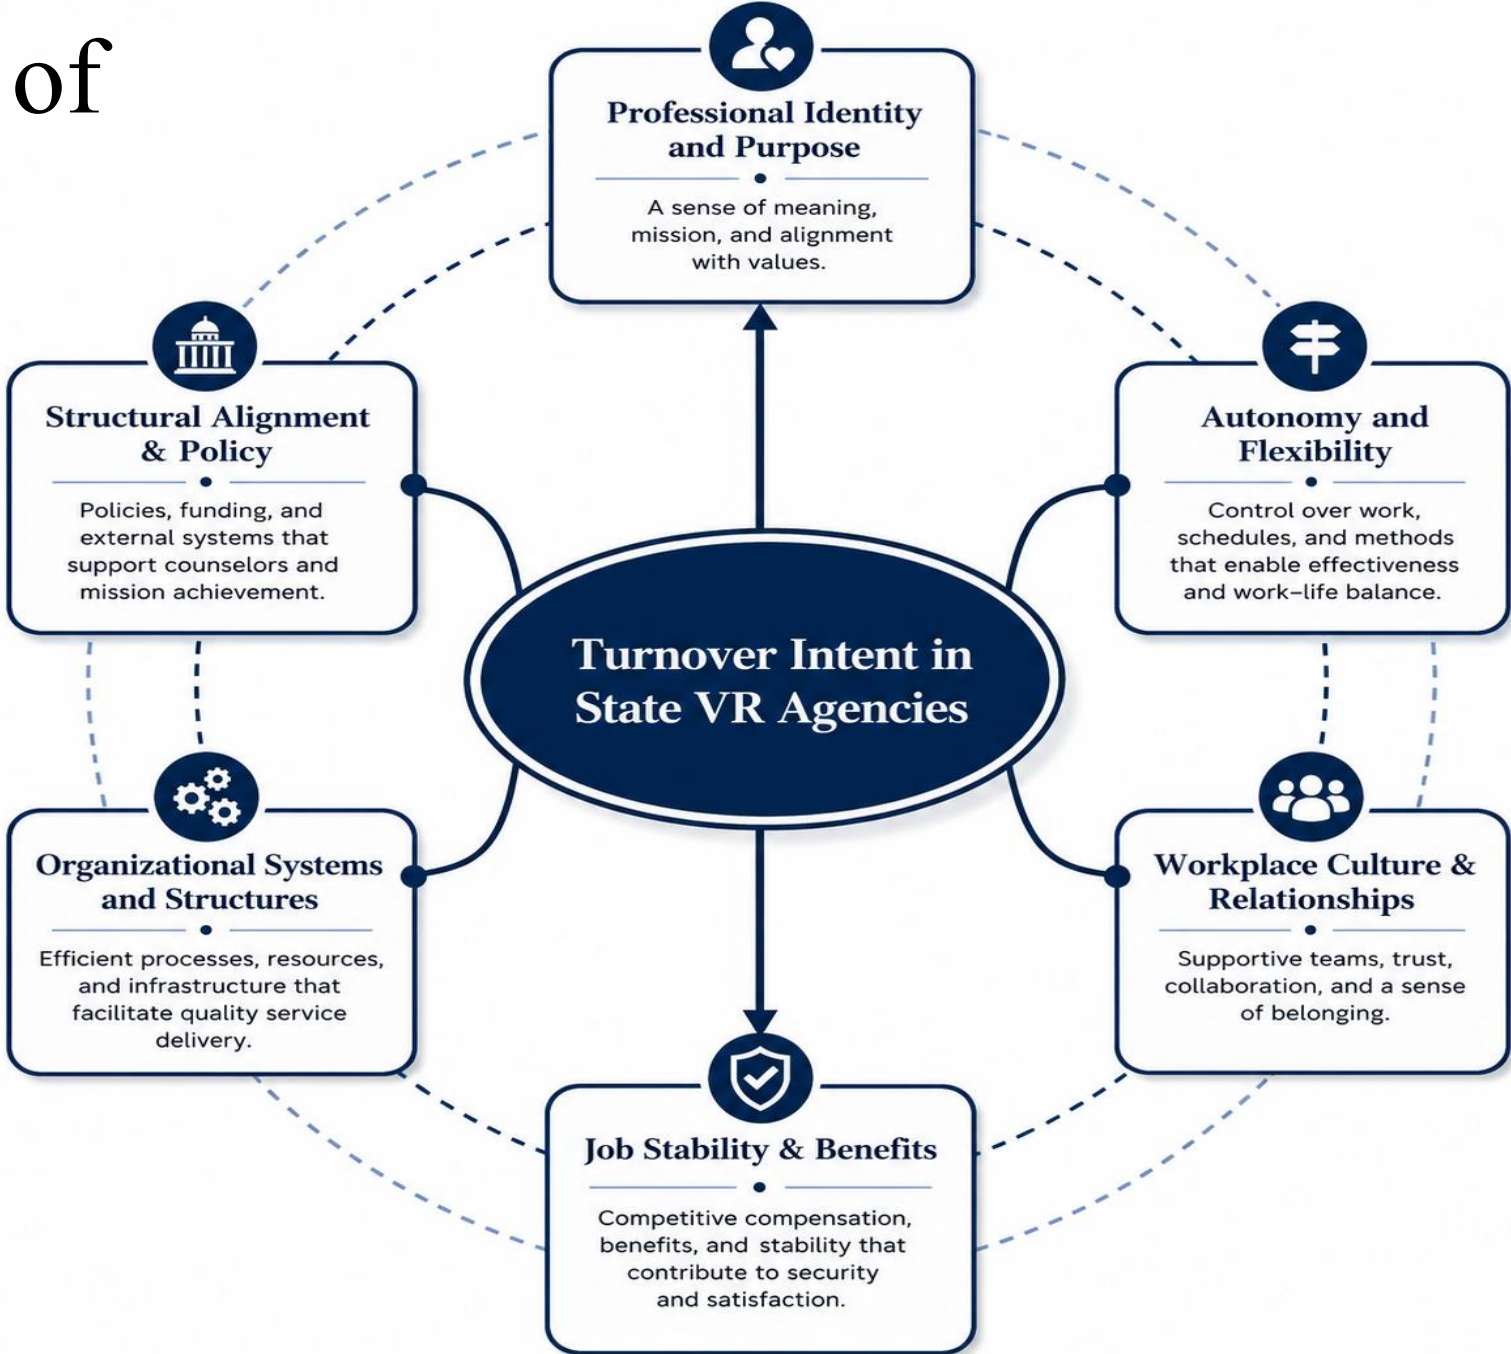 of
Professional Identity
and Purpose
A sense of meaning,
mission, and alignment
with values.
Structural Alignment
& Policy
Policies, funding, and
external systems that
support counselors and
mission achievement.
Autonomy and
Flexibility
Control over work,
schedules, and methods
that enable effectiveness
and work–life balance.
Turnover Intent in
State VR Agencies
Organizational Systems
and Structures
Efficient processes, resources,
and infrastructure that
facilitate quality service
delivery.
Workplace Culture &
Relationships
Supportive teams, trust,
collaboration, and a sense
of belonging.
Job Stability & Benefits
Competitive compensation,
benefits, and stability that
contribute to security
and satisfaction.